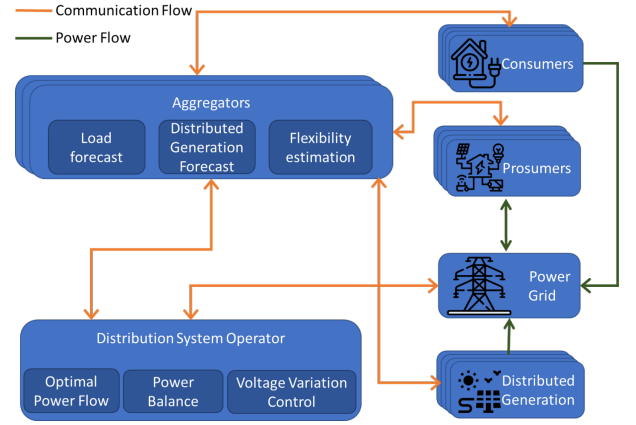 Communication Flow
Power Flow
Consumers
Aggregators
Load
forecast
Distributed
Generation
Forecast
Flexibility
estimation
Prosumers
Power
Grid
Distribution System Operator
Optimal
Power Flow
Power
Balance
Voltage Variation
Control
Distributed
Generation